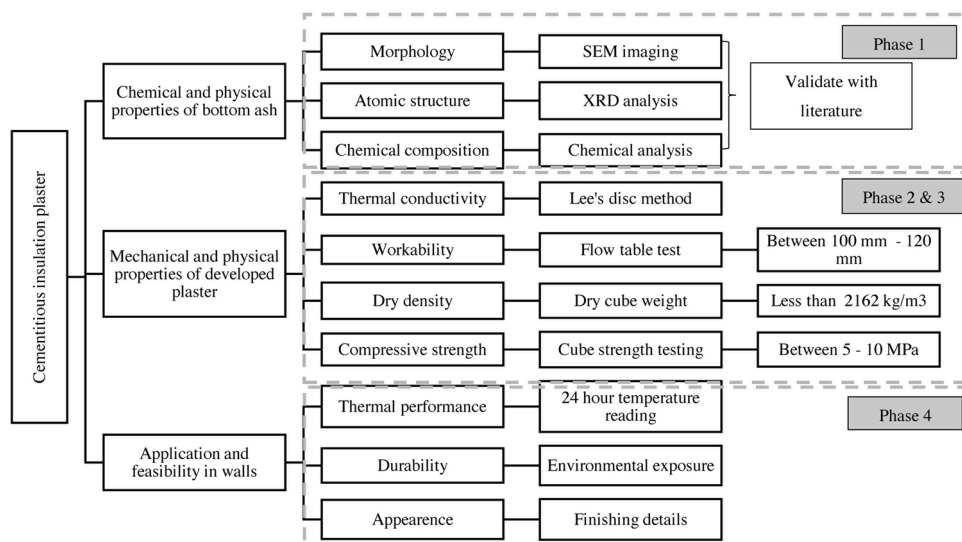 Cementitious insulation plaster
Chemical and physical
properties of bottom ash
Morphology
SEM imaging
Atomic structure
XRD analysis
Chemical composition
Chemical analysis
Validate with
literature
Phase 1
Mechanical and physical
properties of developed
plaster
Thermal conductivity
Lee's disc method
Phase 2 & 3
Workability
Flow table test
Between 100 mm - 120
mm
Dry density
Dry cube weight
Less than 2162 kg/m3
Compressive strength
Cube strength testing
Between 5 - 10 MPa
Application and
feasibility in walls
Thermal performance
24 hour temperature
reading
Phase 4
Durability
Environmental exposure
Appearence
Finishing details